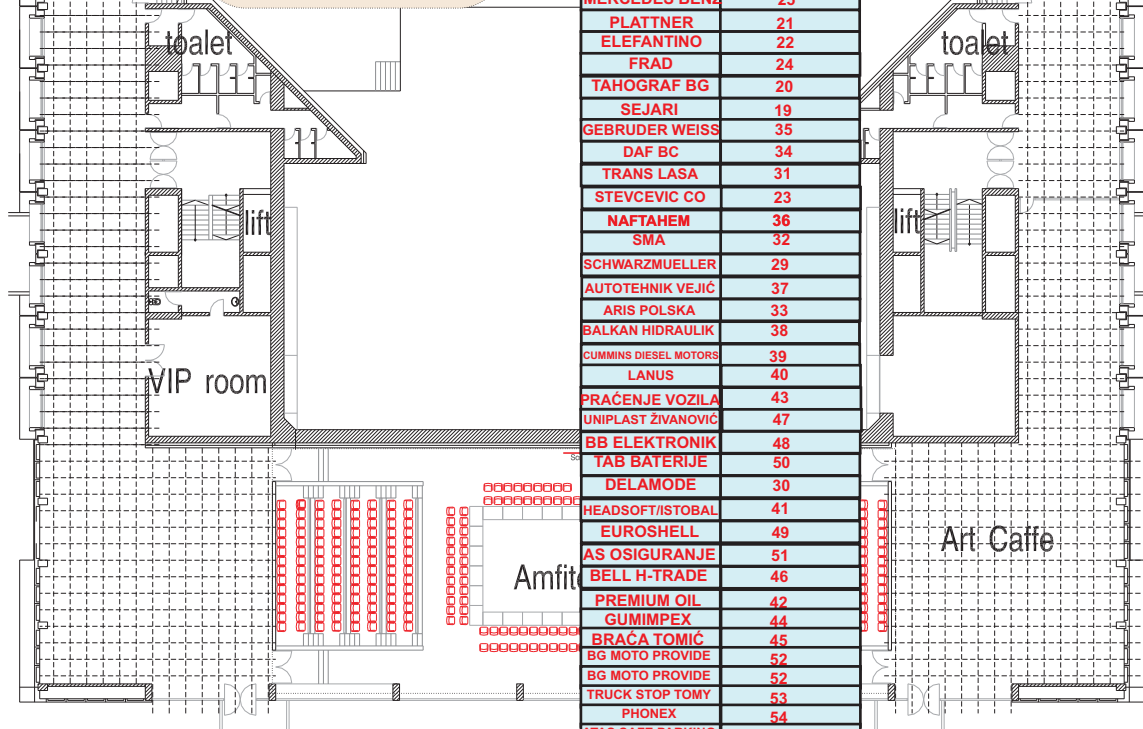 MERCEDES BENZ 25
PLATTNER 21
toalet ELEFANTINO 22 toalet
FRAD 24
TAHOGRAF BG 20
SEJARI 19
GEBRUDER WEISS 35
DAF BC 34
TRANS LASA 31
STEVCEVIC CO 23
lift NAFTAHEM 36 lift
SMA 32
SCHWARZMUELLER 29
AUTOTEHNIK VEJIĆ 37
ARIS POLSKA 33
BALKAN HIDRAULIK 38
CUMMINS DIESEL MOTORS 39
VIP room LANUS 40
PRAĆENJE VOZILA 43
UNIPLAST ŽIVANOVIĆ 47
BB ELEKTRONIK 48
TAB BATERIJE 50
DELAMODE 30
HEADSOFT/ISTOBAL 41
EUROSHELL 49 Art Caffe
AS OSIGURANJE 51
Amfite BELL H-TRADE 46
PREMIUM OIL 42
GUMIMPEX 44
BRAĆA TOMIĆ 45
BG MOTO PROVIDE 52
BG MOTO PROVIDE 52
TRUCK STOP TOMY 53
PHONEX 54